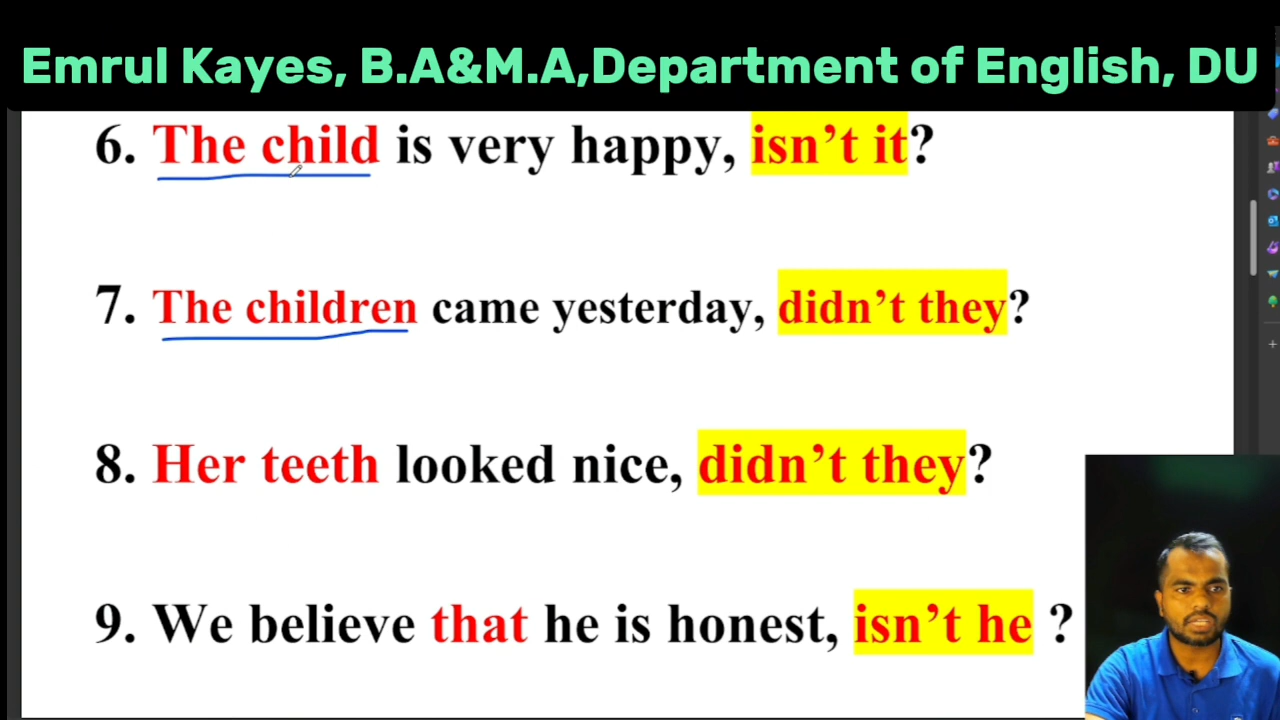 Emrul Kayes, B.A&M.A,Department of English, DU
6. The child is very happy, isn’t it?
7. The children came yesterday, didn’t they?
8. Her teeth looked nice, didn’t they?
9. We believe that he is honest, isn’t he ?